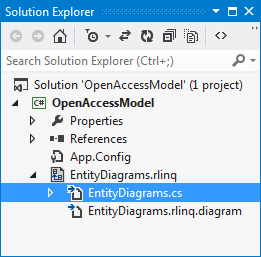 Solution Explorer
Search Solution Explorer (Ctrl+;)
Solution 'OpenAccessModel' (1 project)
C# OpenAccessModel
Properties
References
App.Config
EntityDiagrams.rlinq
EntityDiagrams.cs
EntityDiagrams.rlinq.diagram